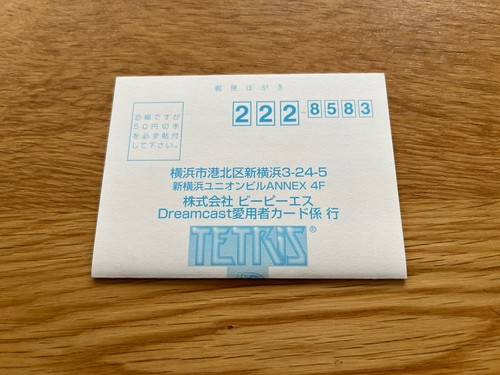 郵便はがき
恐縮ですが
50円切手
を必ず貼付
して下さい。
222-8583
横浜市港北区新横浜3-24-5
新横浜ユニオンビルANNEX 4F
株式会社 ビーピーエス
Dreamcast愛用者カード係 行
TETRIS®